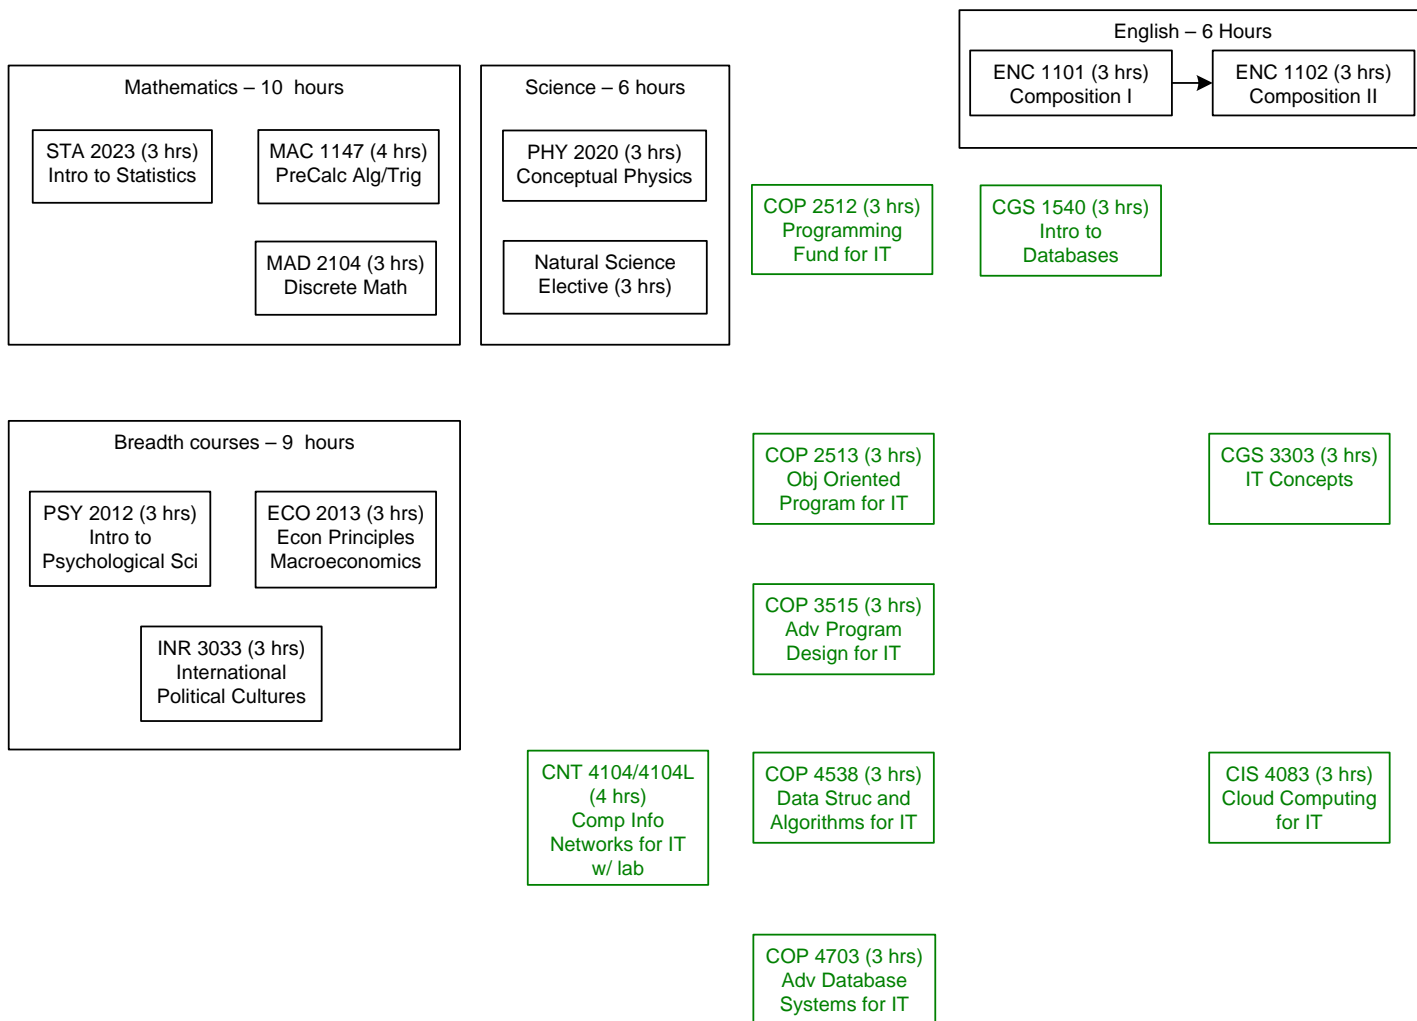 English – 6 Hours
ENC 1101 (3 hrs)
Composition I
ENC 1102 (3 hrs)
Composition II
Mathematics – 10 hours
STA 2023 (3 hrs)
Intro to Statistics
MAC 1147 (4 hrs)
PreCalc Alg/Trig
MAD 2104 (3 hrs)
Discrete Math
Science – 6 hours
PHY 2020 (3 hrs)
Conceptual Physics
Natural Science
Elective (3 hrs)
COP 2512 (3 hrs)
Programming
Fund for IT
CGS 1540 (3 hrs)
Intro to
Databases
Breadth courses – 9 hours
PSY 2012 (3 hrs)
Intro to
Psychological Sci
ECO 2013 (3 hrs)
Econ Principles
Macroeconomics
INR 3033 (3 hrs)
International
Political Cultures
COP 2513 (3 hrs)
Obj Oriented
Program for IT
CGS 3303 (3 hrs)
IT Concepts
COP 3515 (3 hrs)
Adv Program
Design for IT
CNT 4104/4104L
(4 hrs)
Comp Info
Networks for IT
w/ lab
COP 4538 (3 hrs)
Data Struc and
Algorithms for IT
CIS 4083 (3 hrs)
Cloud Computing
for IT
COP 4703 (3 hrs)
Adv Database
Systems for IT